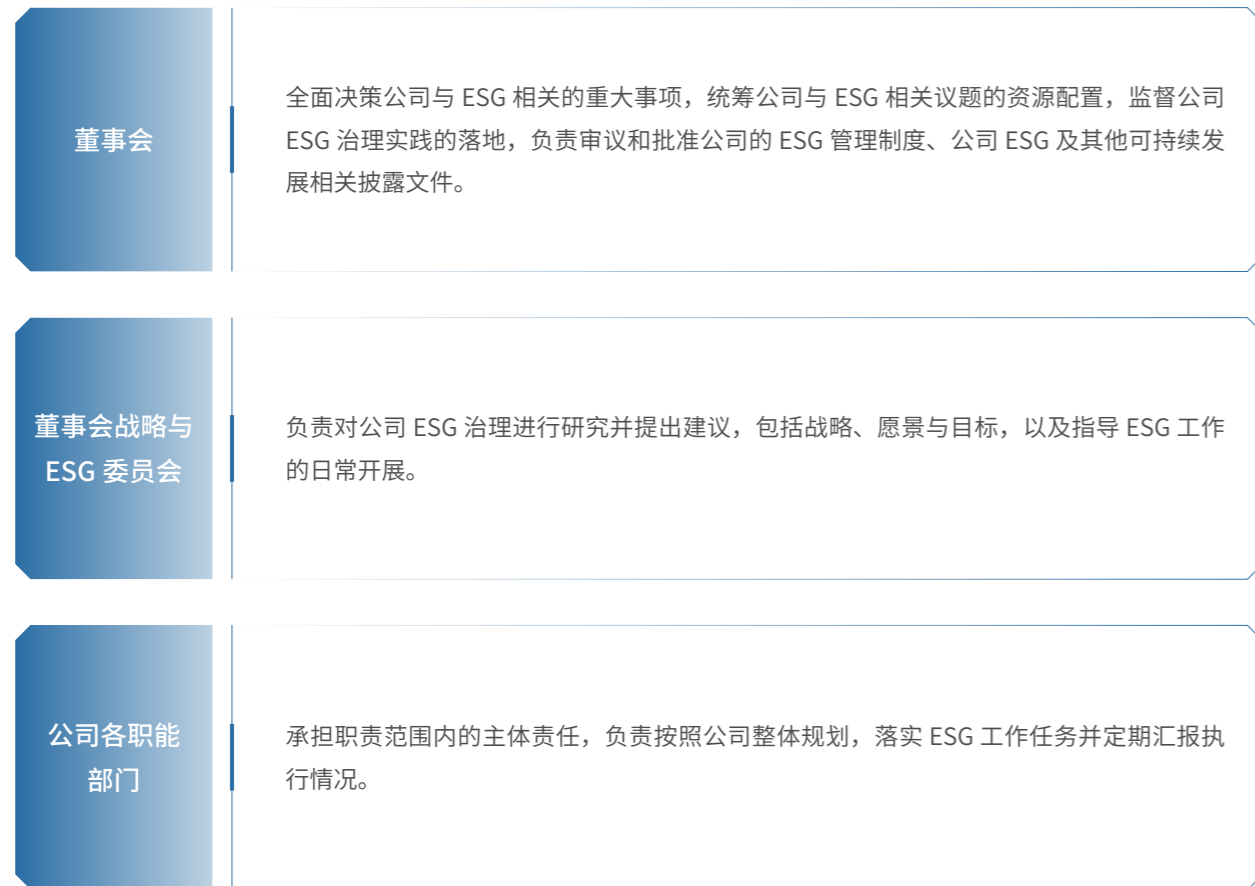 董事会
全面决策公司与 ESG 相关的重大事项，统筹公司与 ESG 相关议题的资源配置，监督公司
ESG 治理实践的落地，负责审议和批准公司的 ESG 管理制度、公司 ESG 及其他可持续发
展相关披露文件。
董事会战略与
ESG 委员会
负责对公司 ESG 治理进行研究并提出建议，包括战略、愿景与目标，以及指导 ESG 工作
的日常开展。
公司各职能
部门
承担职责范围内的主体责任，负责按照公司整体规划，落实 ESG 工作任务并定期汇报执
行情况。